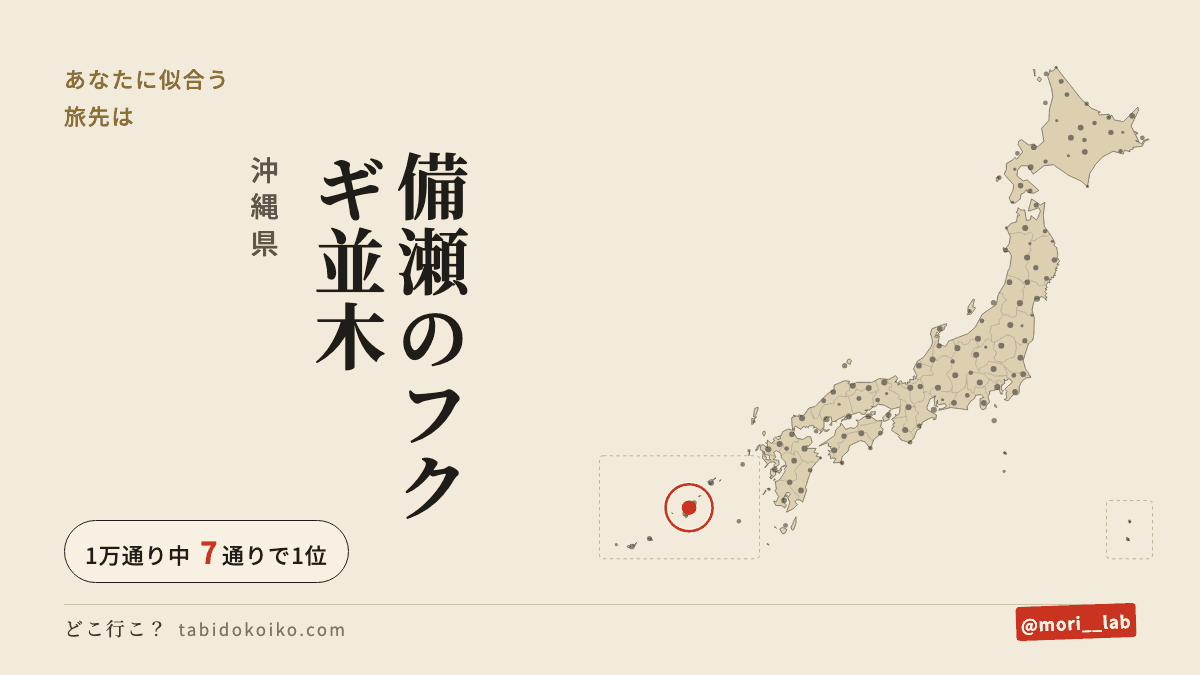 あなたに似合う
旅先は
備瀬のフク
ギ並木
沖縄県
1万通り中 7通りで1位
どこ行こ? tabidokoiko.com
@mori__lab